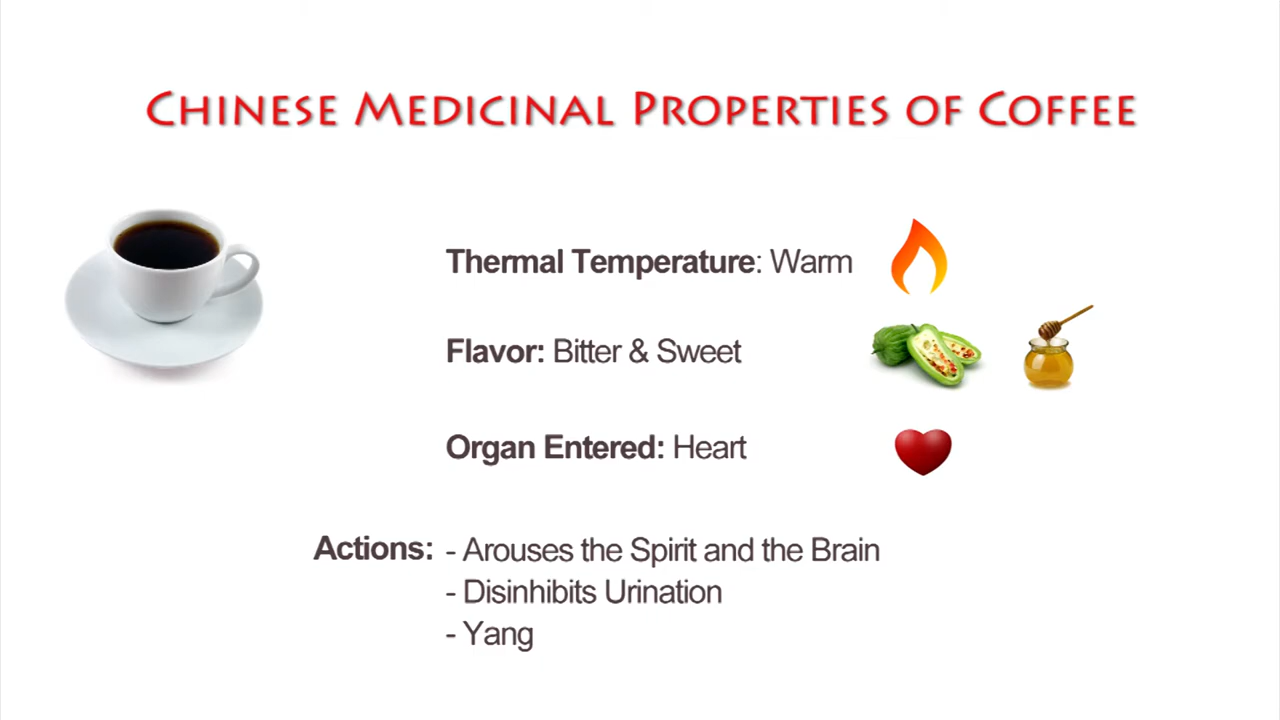 Chinese Medicinal Properties of Coffee
Thermal Temperature: Warm
Flavor: Bitter & Sweet
Organ Entered: Heart
Actions: - Arouses the Spirit and the Brain
- Disinhibits Urination
- Yang